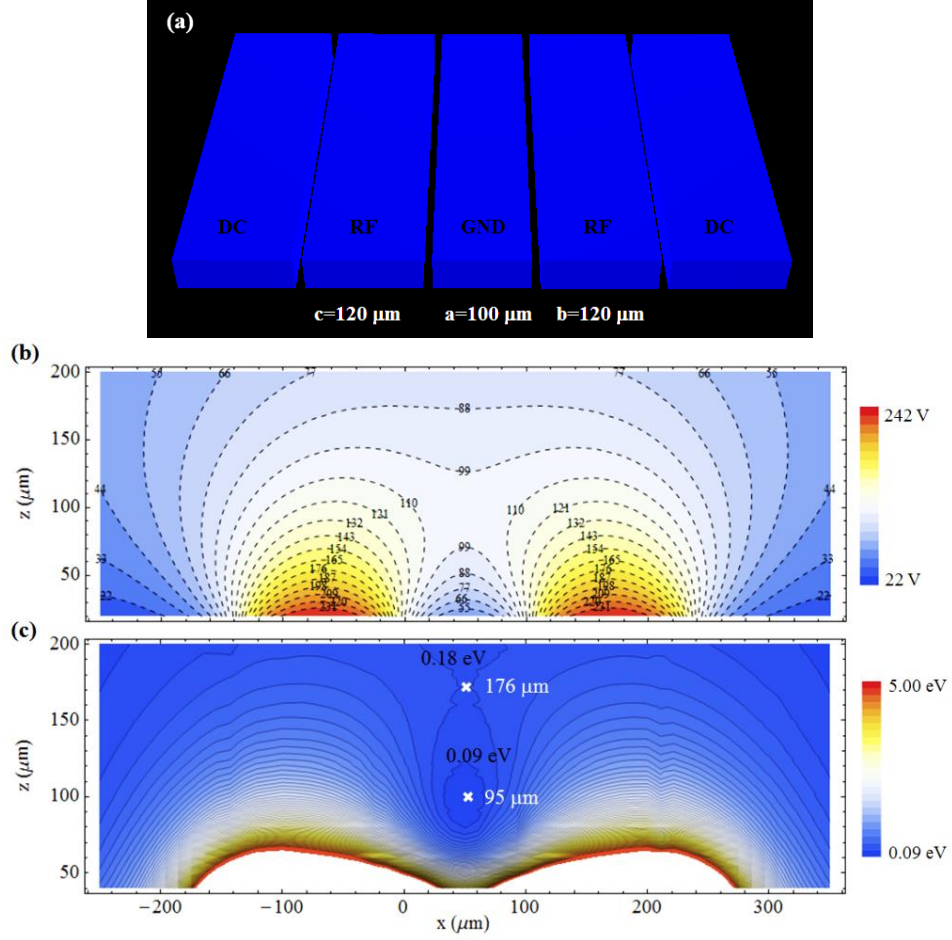 (a)
DC RF GND RF DC
c=120 μm a=100 μm b=120 μm
(b)
200
150
100
50
z (μm)
55 66 77 77 66 56
88
99
44 110 121 132 143 154 165 176 99 110 121 132 143 154 165 44
33 88 33
22 77 22
66
55
242 V
22 V
(c)
200
150
100
50
z (μm)
0.18 eV
176 μm
0.09 eV
95 μm
5.00 eV
0.09 eV
−200 −100 0 100 200 300
x (μm)